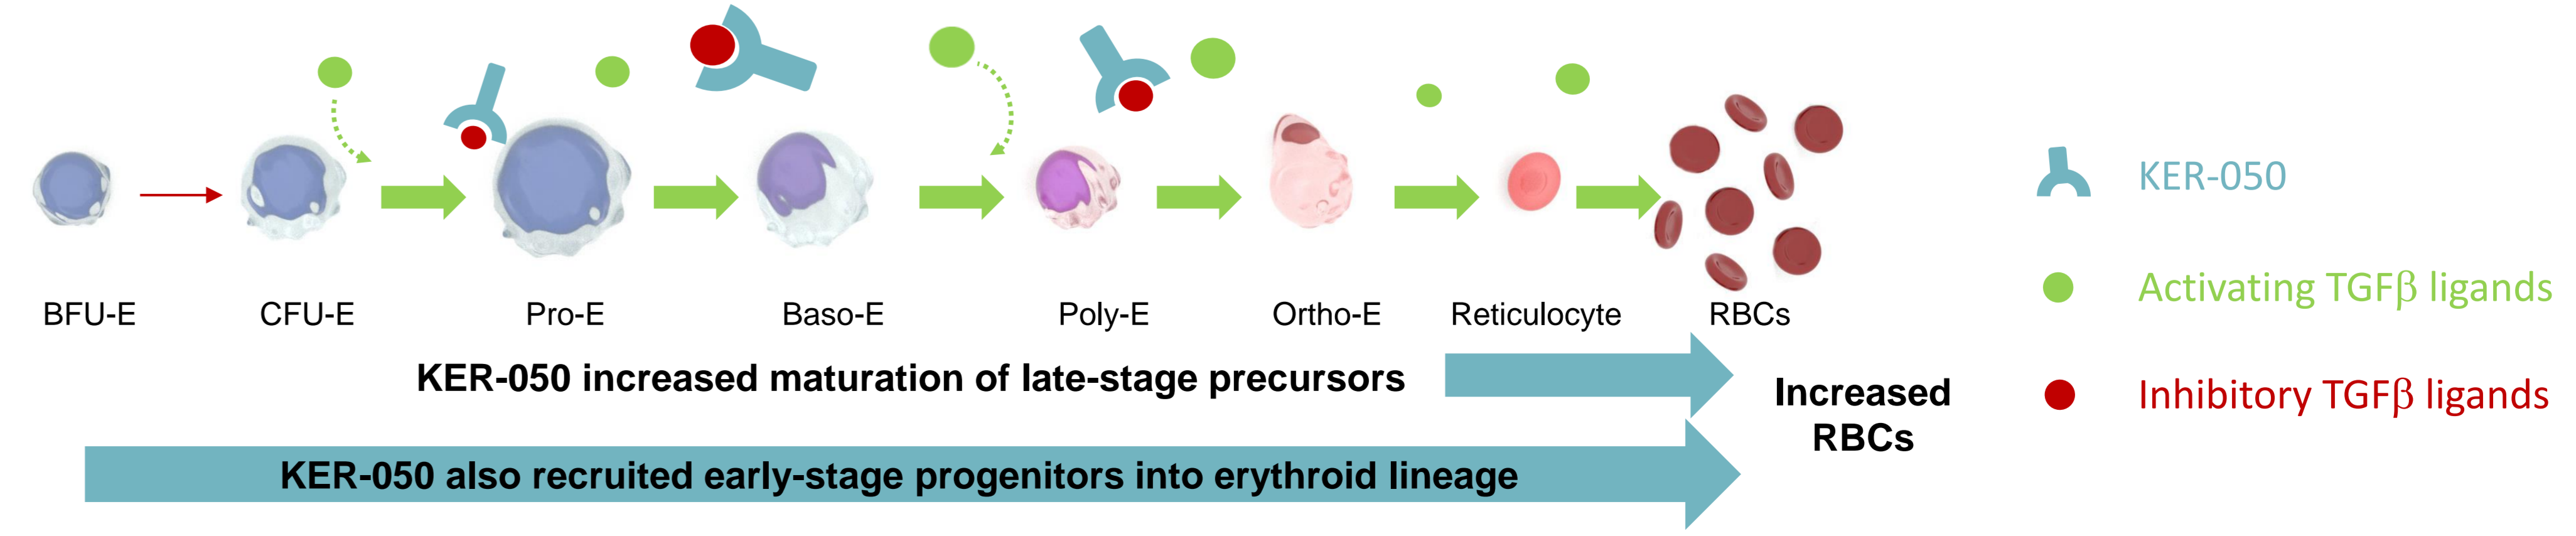 BFU-E
CFU-E
Pro-E
Baso-E
Poly-E
Ortho-E
Reticulocyte
RBCs
KER-050 increased maturation of late-stage precursors
KER-050 also recruited early-stage progenitors into erythroid lineage
Increased
RBCs
KER-050
Activating TGFβ ligands
Inhibitory TGFβ ligands